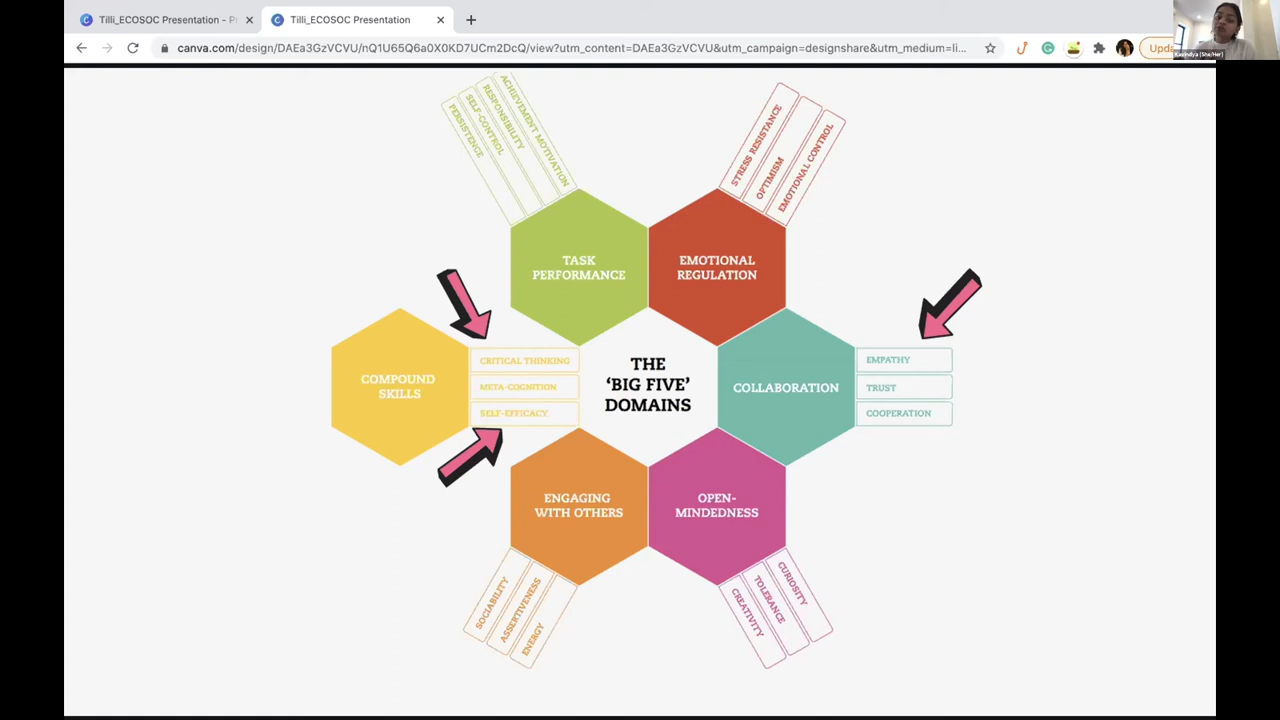 Tilli_ECOSOC Presentation - Pr
Tilli_ECOSOC Presentation
canva.com/design/DAEa3GzVCVU/nQ1U65Q6a0X0KD7UCm2DcQ/view?utm_content=DAEa3GzVCVU&utm_campaign=designshare&utm_medium=li...
PERSISTENCE
SELF-CONTROL
RESPONSIBILITY
ACHIEVEMENT MOTIVATION
STRESS RESISTANCE
OPTIMISM
EMOTIONAL CONTROL
TASK
PERFORMANCE
EMOTIONAL
REGULATION
COMPOUND
SKILLS
CRITICAL THINKING
META-COGNITION
SELF-EFFICACY
THE
‘BIG FIVE’
DOMAINS
COLLABORATION
EMPATHY
TRUST
COOPERATION
ENGAGING
WITH OTHERS
OPEN-
MINDEDNESS
SOCIABILITY
ASSERTIVENESS
ENERGY
CREATIVITY
TOLERANCE
CURIOSITY